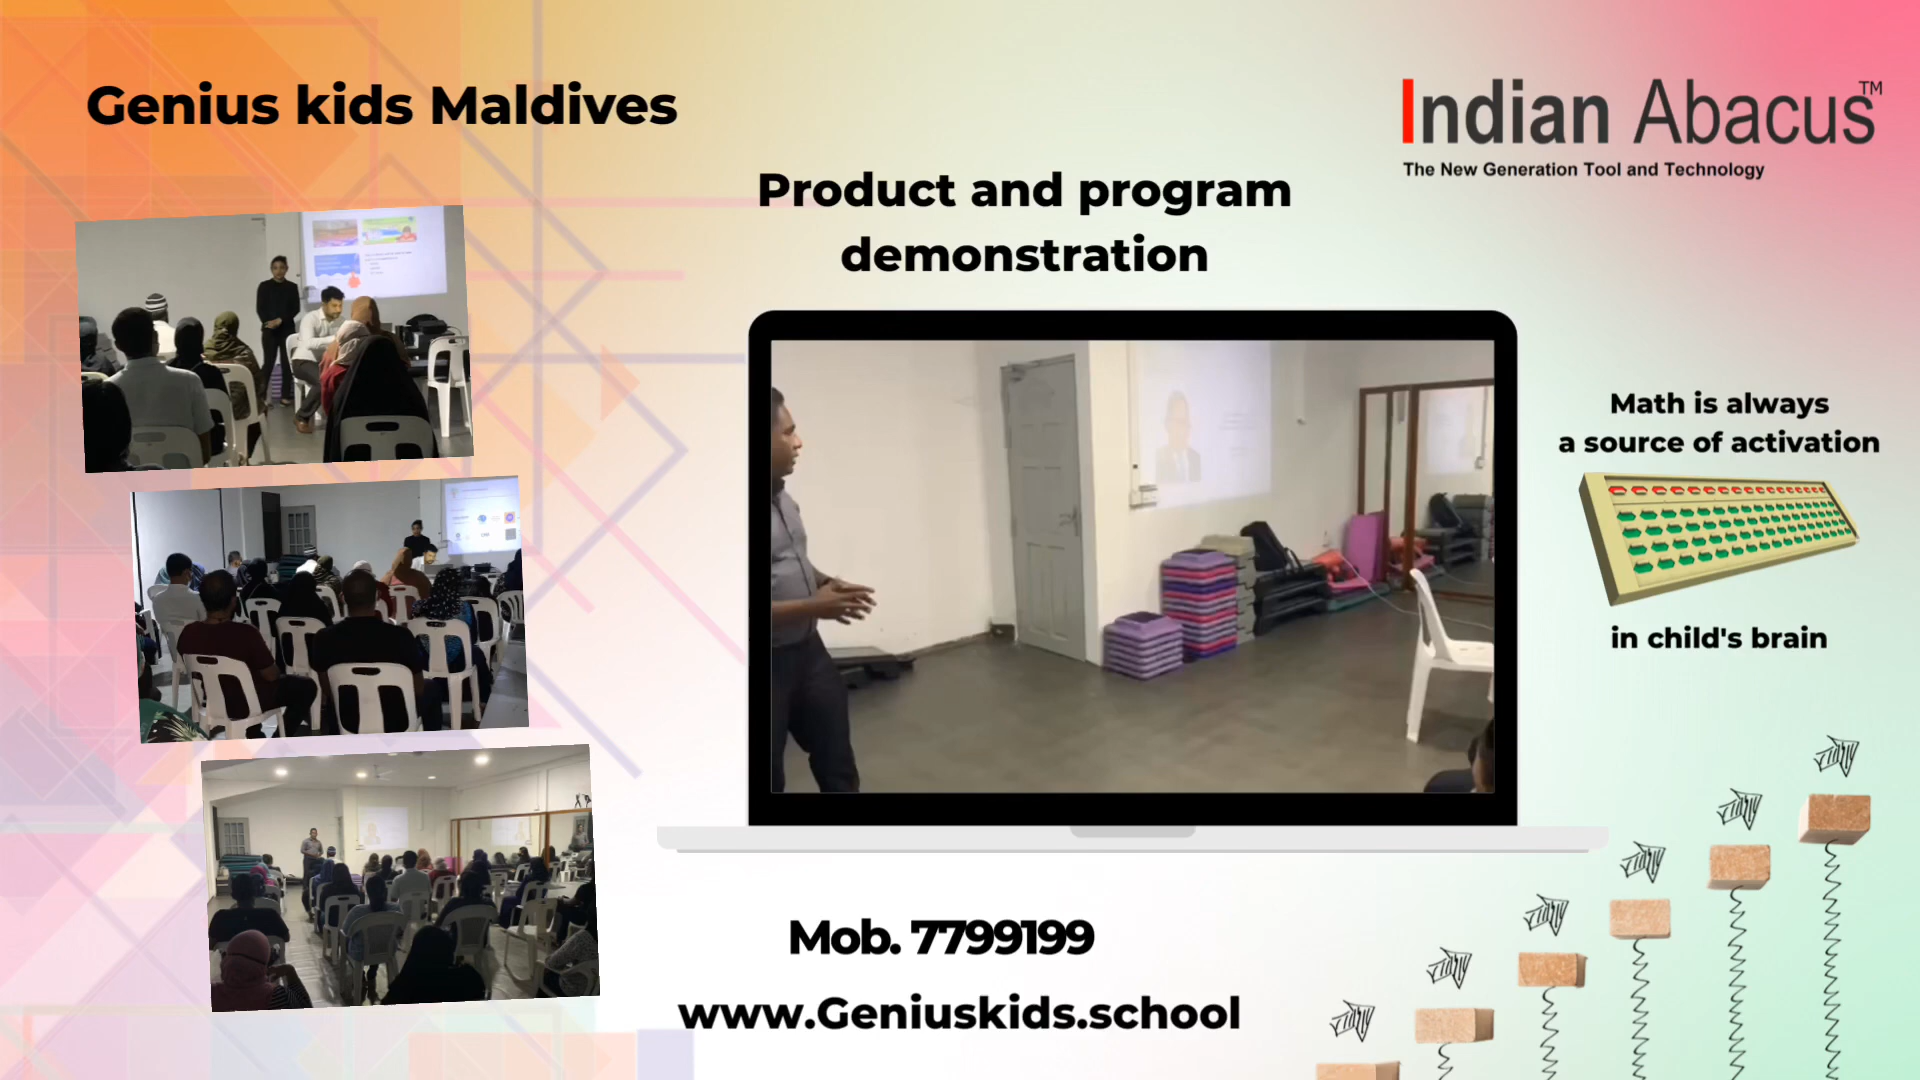 Genius kids Maldives
Indian Abacus™
The New Generation Tool and Technology
Product and program
demonstration
Math is always
a source of activation
in child's brain
Mob. 7799199
www.Geniuskids.school